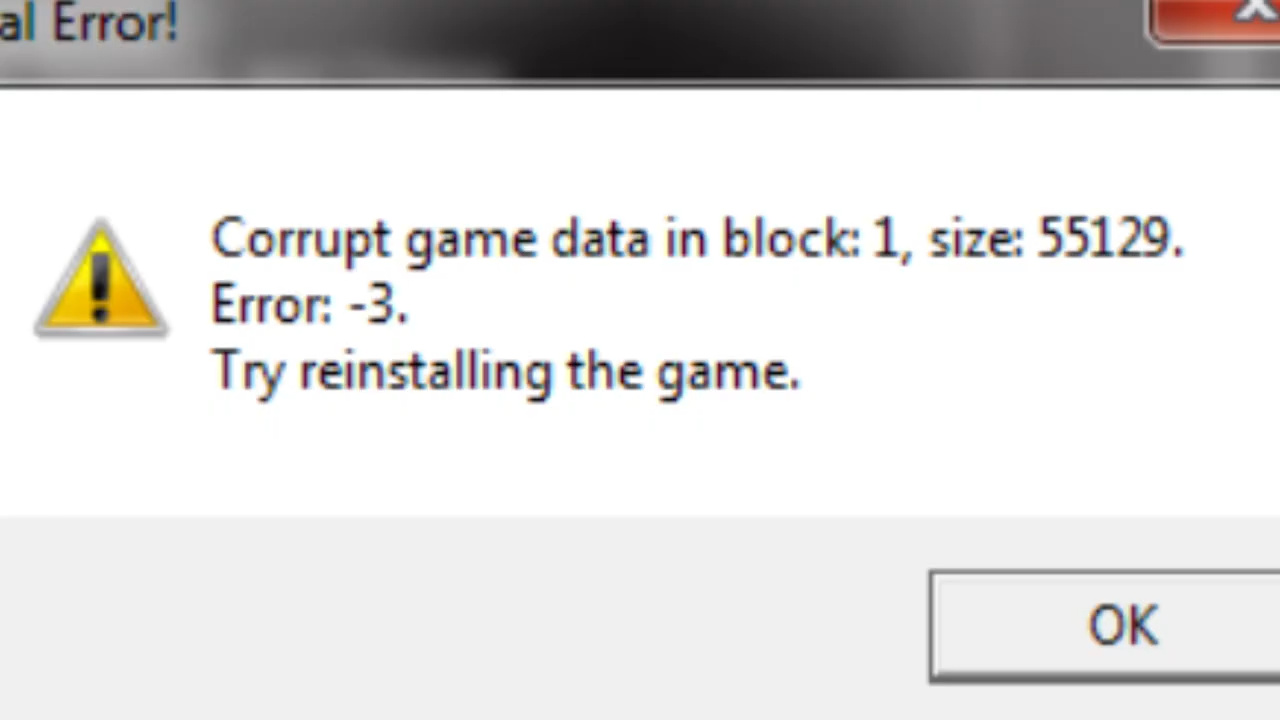 al Error!
Corrupt game data in block: 1, size: 55129.
Error: -3.
Try reinstalling the game.
OK